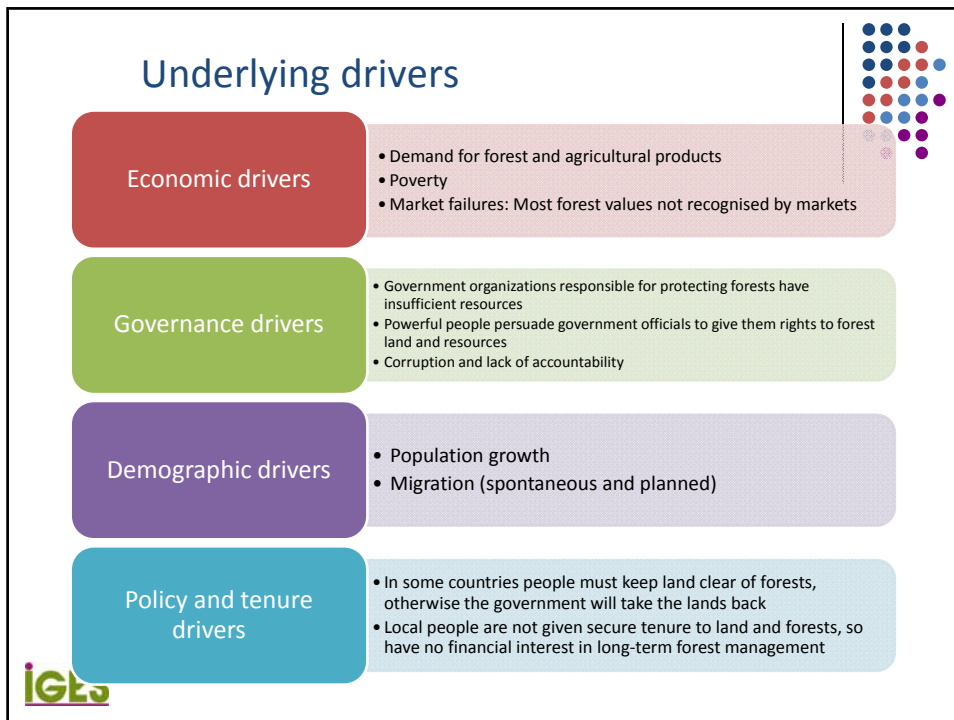 Underlying drivers
Economic drivers
• Demand for forest and agricultural products
• Poverty
• Market failures: Most forest values not recognised by markets
Governance drivers
• Government organizations responsible for protecting forests have
insufficient resources
• Powerful people persuade government officials to give them rights to forest
land and resources
• Corruption and lack of accountability
Demographic drivers
• Population growth
• Migration (spontaneous and planned)
Policy and tenure
drivers
• In some countries people must keep land clear of forests,
otherwise the government will take the lands back
• Local people are not given secure tenure to land and forests, so
have no financial interest in long-term forest management
iGES